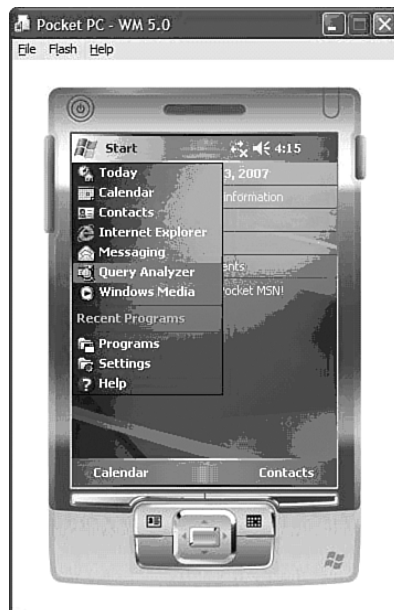 Pocket PC - WM 5.0
File Flash Help
Start 4:15
Today 3, 2007
Calendar
nformation
Contacts
Internet Explorer
Messaging
ents
Query Analyzer
Windows Media ocket MSN!
Recent Programs
Programs
Settings
Help
Calendar Contacts